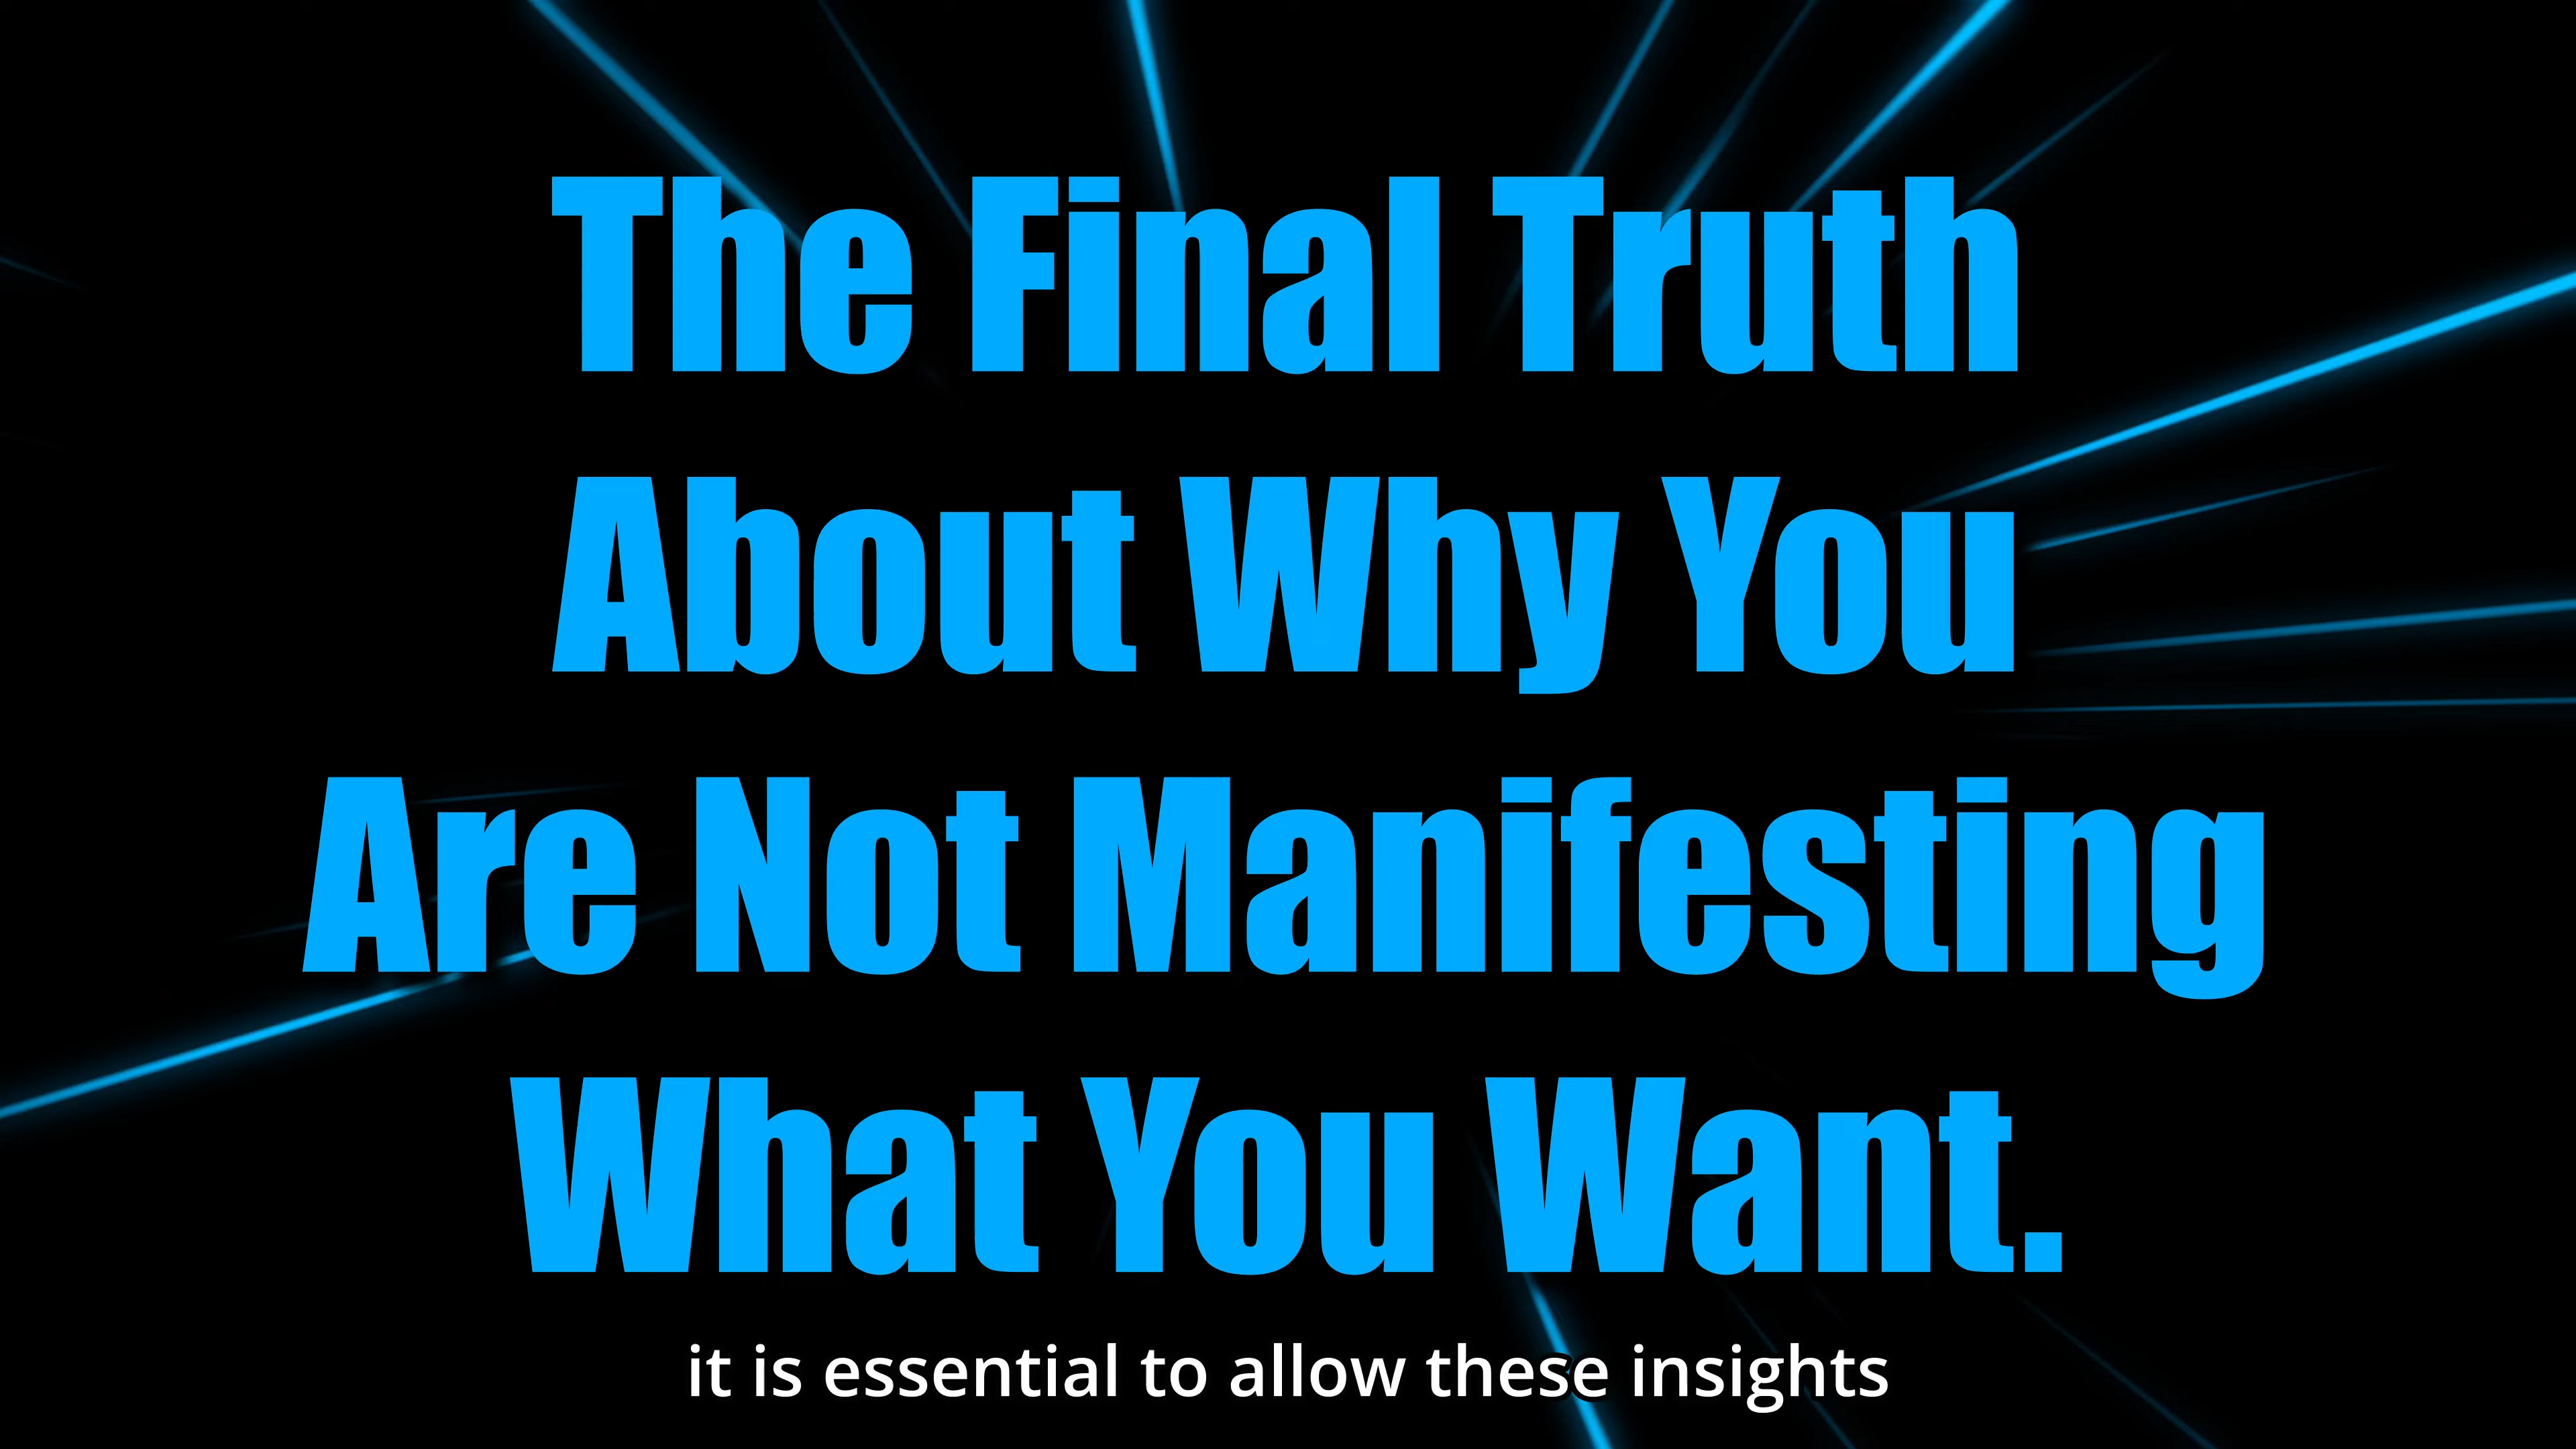 The Final Truth
About Why You
Are Not Manifesting
What You Want.
it is essential to allow these insights